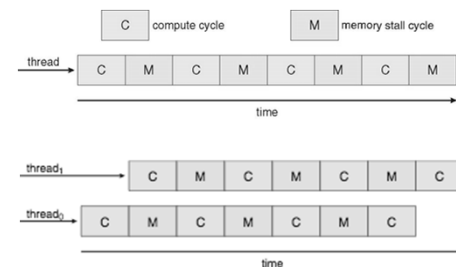 C compute cycle M memory stall cycle
thread C M C M C M C M
time
thread₁ C M C M C M C
thread₀ C M C M C M C
time